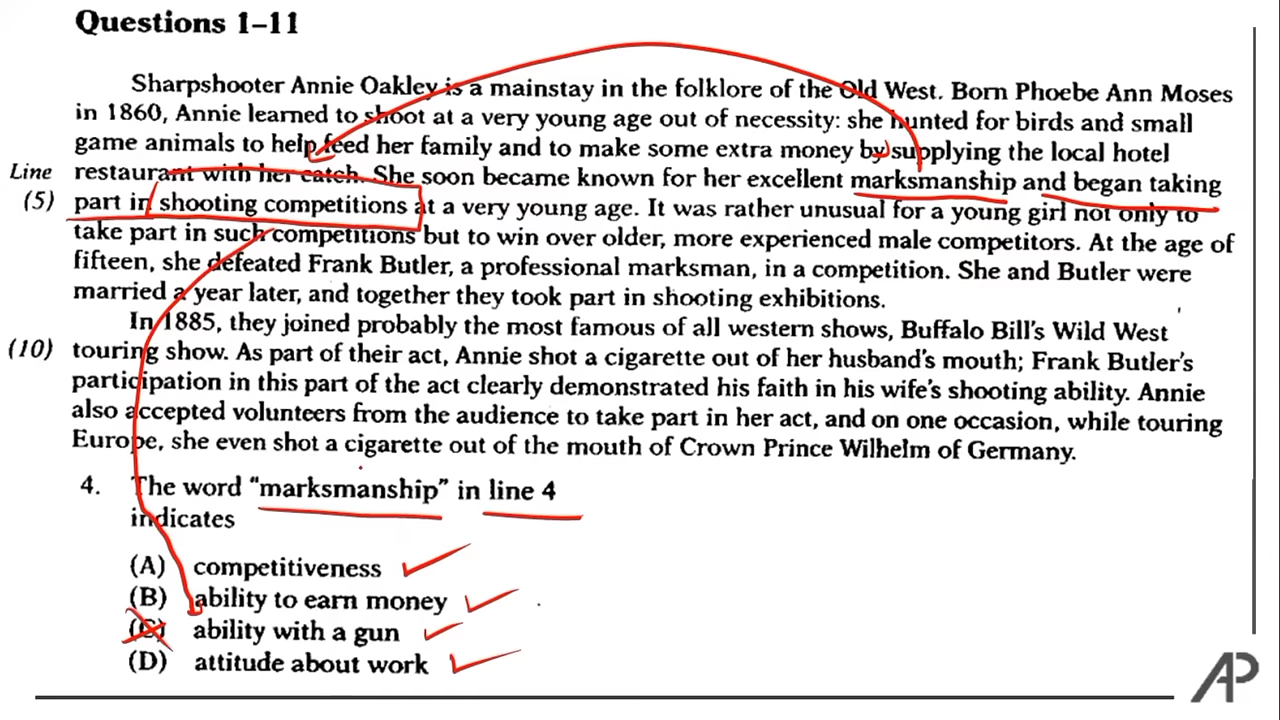 Questions 1–11
Sharpshooter Annie Oakley is a mainstay in the folklore of the Old West. Born Phoebe Ann Moses
in 1860, Annie learned to shoot at a very young age out of necessity: she hunted for birds and small
game animals to help feed her family and to make some extra money by supplying the local hotel
Line restaurant with her catch. She soon became known for her excellent marksmanship and began taking
(5) part in shooting competitions at a very young age. It was rather unusual for a young girl not only to
take part in such competitions but to win over older, more experienced male competitors. At the age of
fifteen, she defeated Frank Butler, a professional marksman, in a competition. She and Butler were
married a year later, and together they took part in shooting exhibitions.
In 1885, they joined probably the most famous of all western shows, Buffalo Bill's Wild West
(10) touring show. As part of their act, Annie shot a cigarette out of her husband's mouth; Frank Butler's
participation in this part of the act clearly demonstrated his faith in his wife's shooting ability. Annie
also accepted volunteers from the audience to take part in her act, and on one occasion, while touring
Europe, she even shot a cigarette out of the mouth of Crown Prince Wilhelm of Germany.
4. The word "marksmanship" in line 4
indicates
(A) competitiveness
(B) ability to earn money
(C) ability with a gun
(D) attitude about work
AP